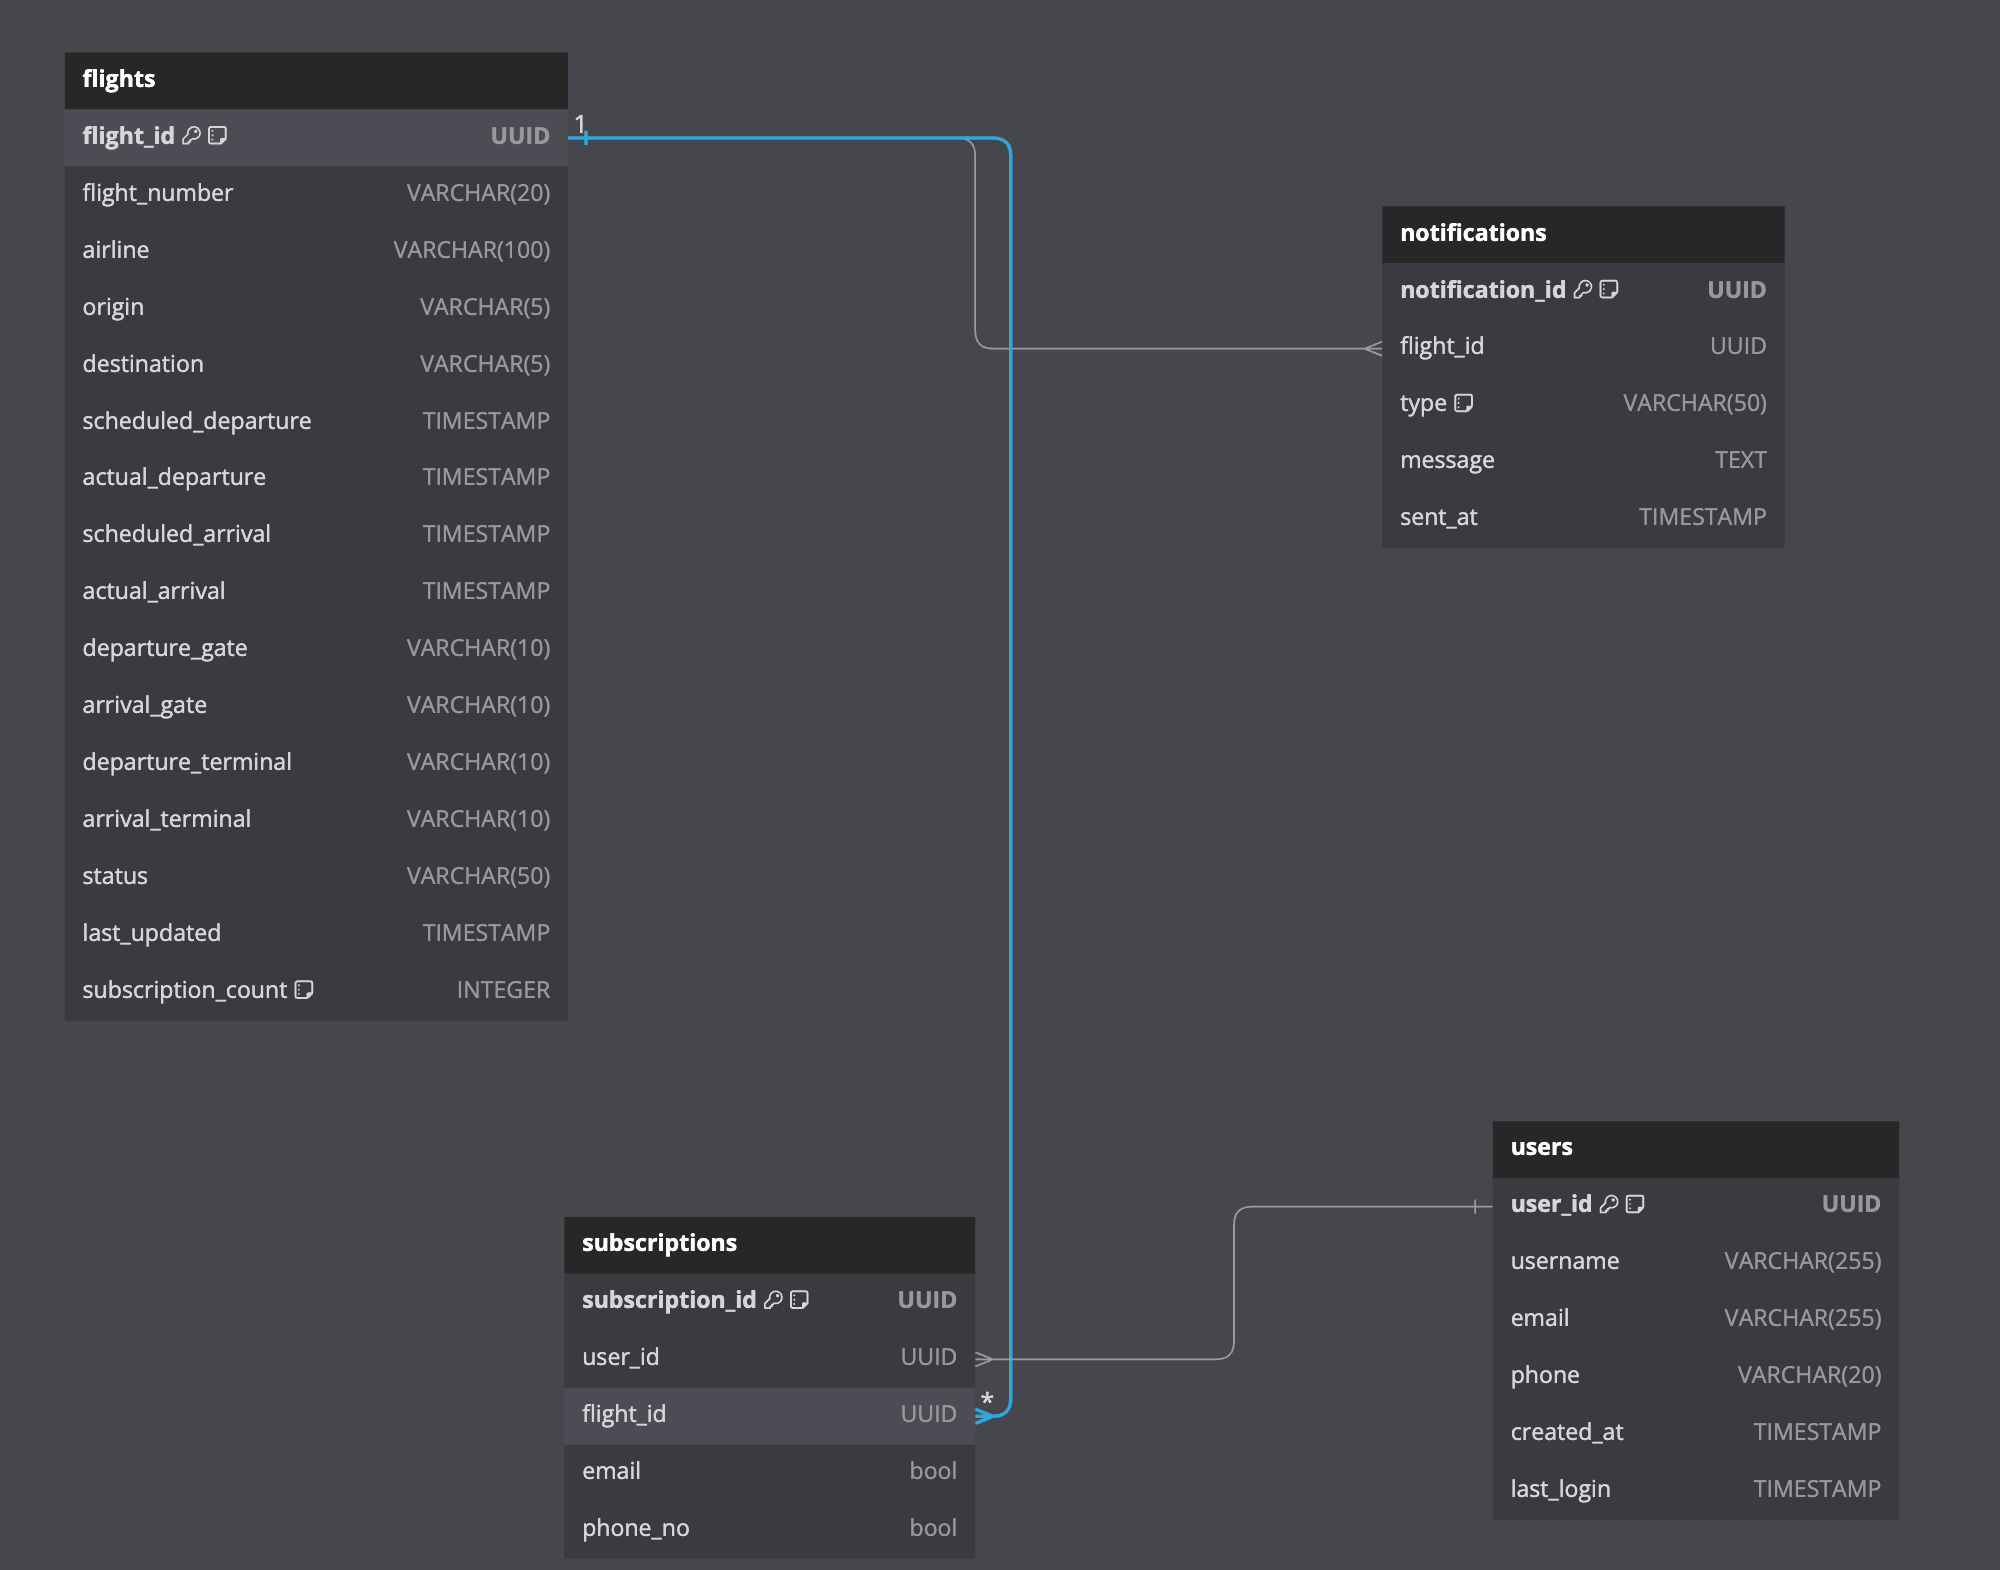 flights
flight_id UUID
1
flight_number VARCHAR(20)
airline VARCHAR(100)
origin VARCHAR(5)
destination VARCHAR(5)
scheduled_departure TIMESTAMP
actual_departure TIMESTAMP
scheduled_arrival TIMESTAMP
actual_arrival TIMESTAMP
departure_gate VARCHAR(10)
arrival_gate VARCHAR(10)
departure_terminal VARCHAR(10)
arrival_terminal VARCHAR(10)
status VARCHAR(50)
last_updated TIMESTAMP
subscription_count INTEGER
notifications
notification_id UUID
flight_id UUID
type VARCHAR(50)
message TEXT
sent_at TIMESTAMP
subscriptions
subscription_id UUID
user_id UUID
flight_id UUID
*
email bool
phone_no bool
users
user_id UUID
username VARCHAR(255)
email VARCHAR(255)
phone VARCHAR(20)
created_at TIMESTAMP
last_login TIMESTAMP